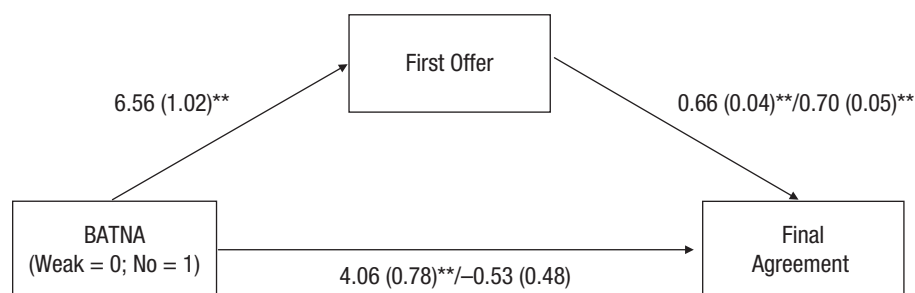 First Offer
6.56 (1.02)**
0.66 (0.04)**/0.70 (0.05)**
BATNA
(Weak = 0; No = 1)
Final
Agreement
4.06 (0.78)**/–0.53 (0.48)